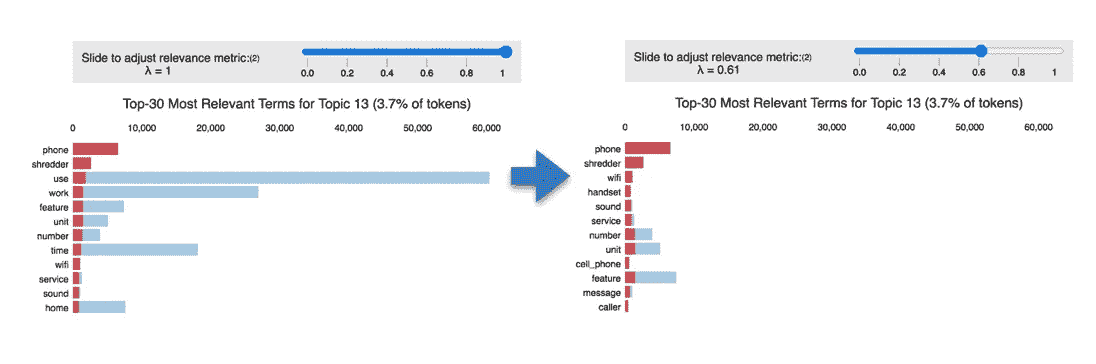 Slide to adjust relevance metric:(2)
λ = 1
0.0 0.2 0.4 0.6 0.8 1
Top-30 Most Relevant Terms for Topic 13 (3.7% of tokens)
0 10,000 20,000 30,000 40,000 50,000 60,000
phone
shredder
use
work
feature
unit
number
time
wifi
service
sound
home
Slide to adjust relevance metric:(2)
λ = 0.61
0.0 0.2 0.4 0.6 0.8 1
Top-30 Most Relevant Terms for Topic 13 (3.7% of tokens)
0 10,000 20,000 30,000 40,000 50,000 60,000
phone
shredder
wifi
handset
sound
service
number
unit
cell_phone
feature
message
caller